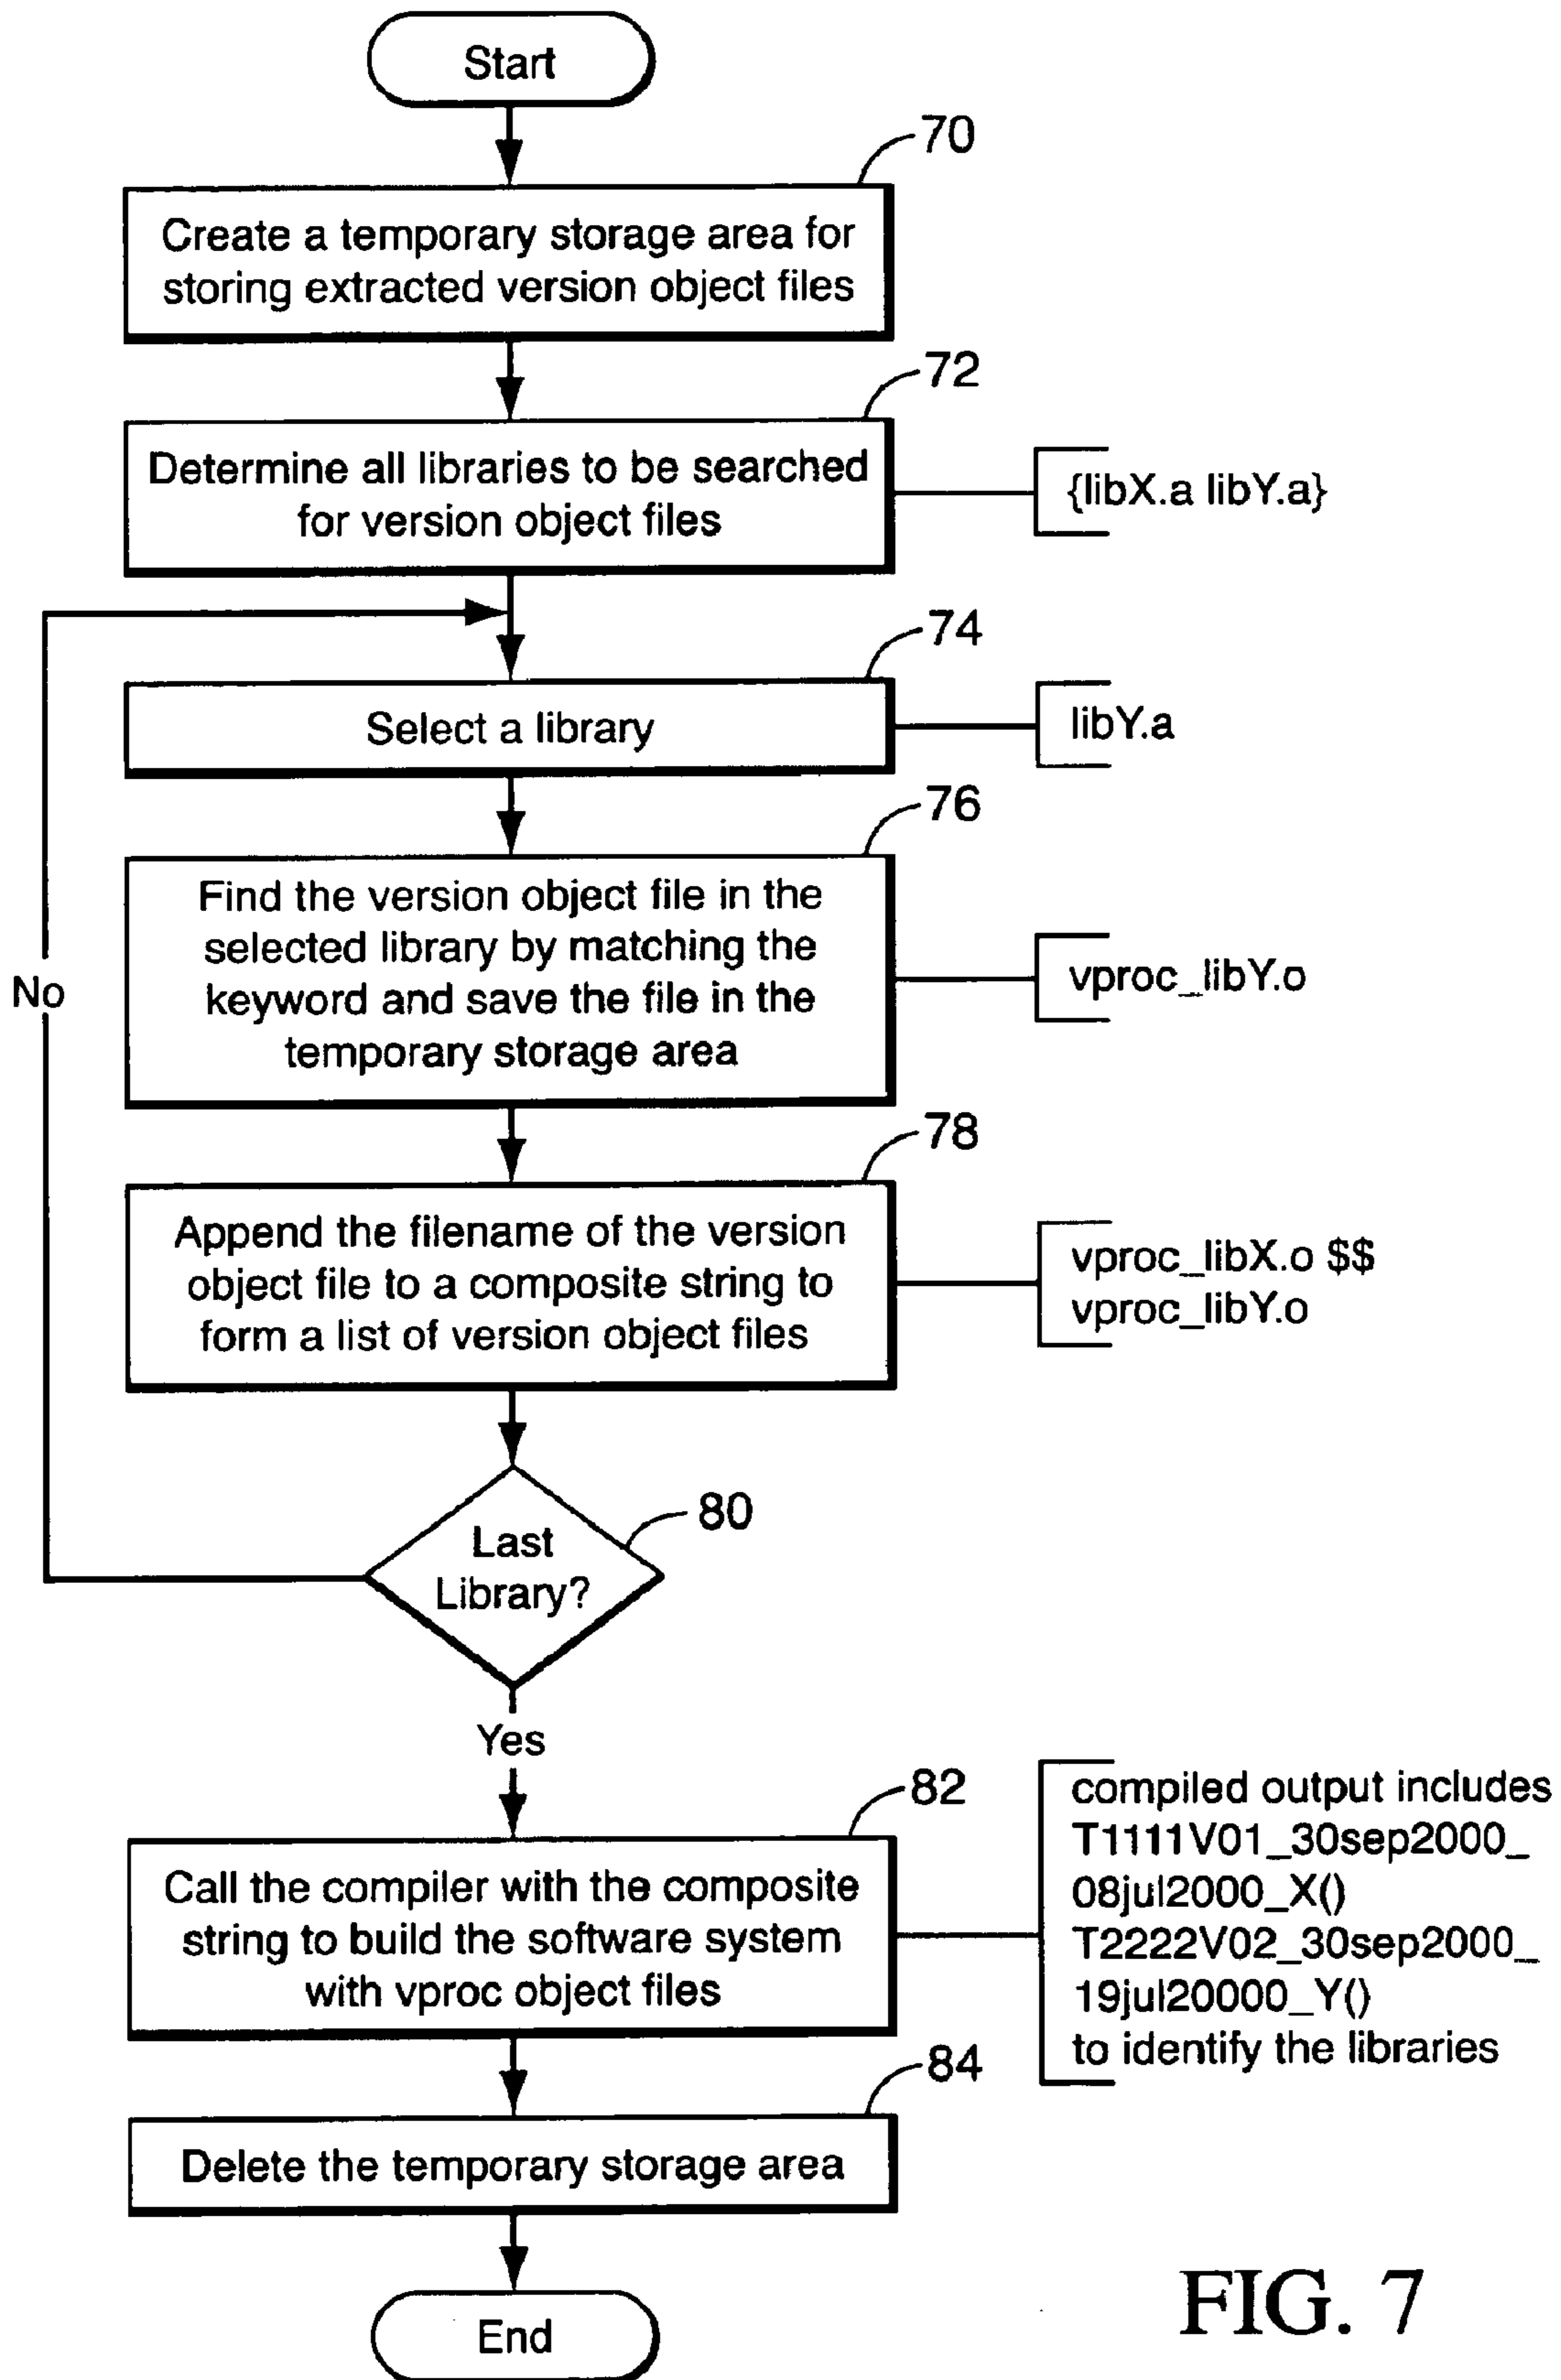 Start
70
Create a temporary storage area for
storing extracted version object files
72
Determine all libraries to be searched
for version object files
{libX.a libY.a}
74
Select a library
libY.a
76
Find the version object file in the
selected library by matching the
keyword and save the file in the
temporary storage area
vproc_libY.o
No
78
Append the filename of the version
object file to a composite string to
form a list of version object files
vproc_libX.o $$
vproc_libY.o
80
Last
Library?
Yes
82
Call the compiler with the composite
string to build the software system
with vproc object files
compiled output includes
T1111V01_30sep2000_
08jul2000_X()
T2222V02_30sep2000_
19jul20000_Y()
to identify the libraries
84
Delete the temporary storage area
End
FIG. 7